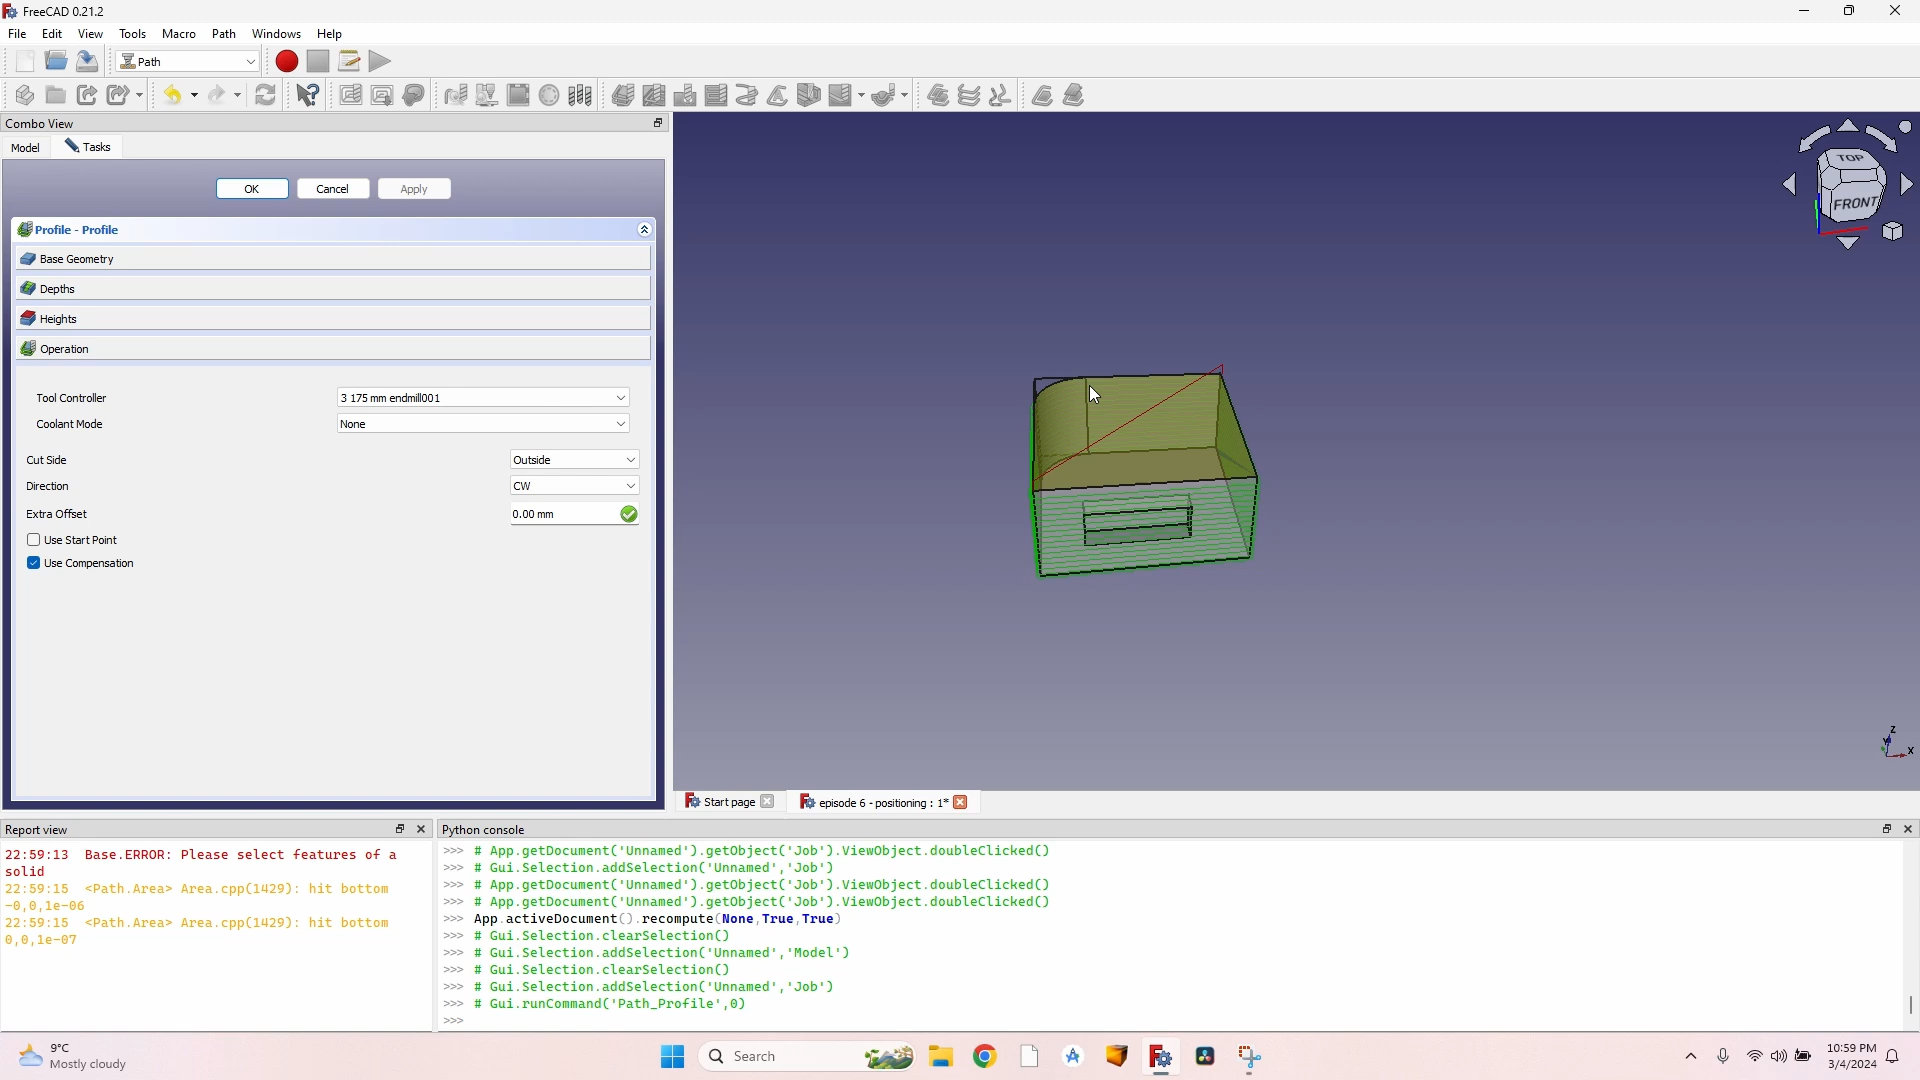 FreeCAD 0.21.2
File Edit View Tools Macro Path Windows Help
Path
Combo View
Model Tasks
OK Cancel Apply
Profile - Profile
Base Geometry
Depths
Heights
Operation
Tool Controller 3 175 mm endmill001
Coolant Mode None
Cut Side Outside
Direction CW
Extra Offset 0.00 mm
Use Start Point
Use Compensation
TOP
FRONT
Z
Y
X
Start page episode 6 - positioning : 1*
Report view
22:59:13 Base.ERROR: Please select features of a
solid
22:59:15 <Path.Area> Area.cpp(1429): hit bottom
-0,0,1e-06
22:59:15 <Path.Area> Area.cpp(1429): hit bottom
0,0,1e-07
Python console
>>> # App.getDocument('Unnamed').getObject('Job').ViewObject.doubleClicked()
>>> # Gui.Selection.addSelection('Unnamed','Job')
>>> # App.getDocument('Unnamed').getObject('Job').ViewObject.doubleClicked()
>>> # App.getDocument('Unnamed').getObject('Job').ViewObject.doubleClicked()
>>> App.activeDocument().recompute(None,True,True)
>>> # Gui.Selection.clearSelection()
>>> # Gui.Selection.addSelection('Unnamed','Model')
>>> # Gui.Selection.clearSelection()
>>> # Gui.Selection.addSelection('Unnamed','Job')
>>> # Gui.runCommand('Path_Profile',0)
>>>
9°C
Mostly cloudy
Search
10:59 PM
3/4/2024